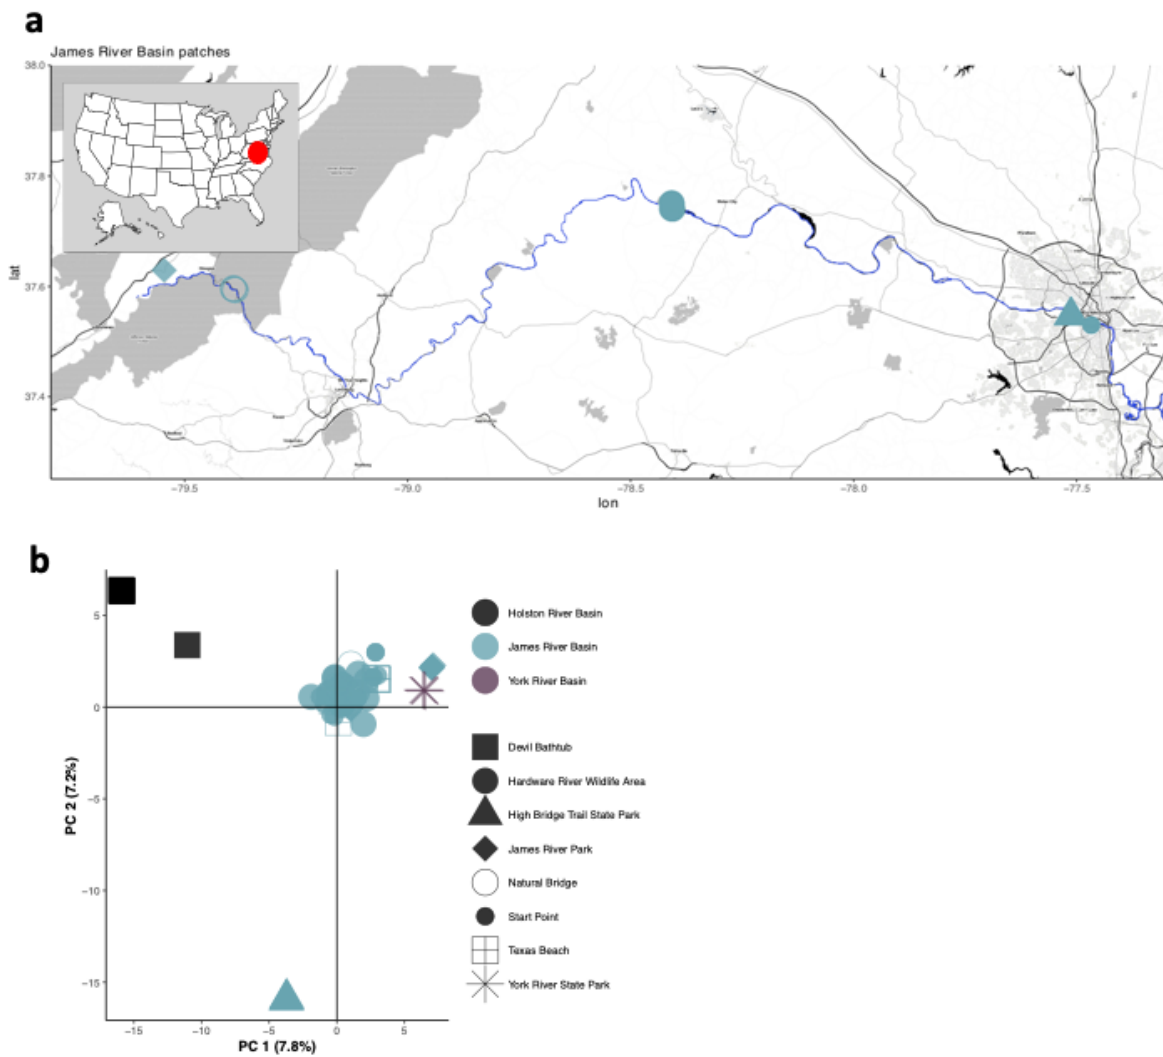 a
James River Basin patches
38.0
37.8
37.6
37.4
lat
−79.5
−79.0
−78.5
−78.0
−77.5
lon
b
5
0
−5
−10
−15
PC 2 (7.2%)
−15
−10
−5
0
5
PC 1 (7.8%)
Holston River Basin
James River Basin
York River Basin
Devil Bathtub
Hardware River Wildlife Area
High Bridge Trail State Park
James River Park
Natural Bridge
Start Point
Texas Beach
York River State Park